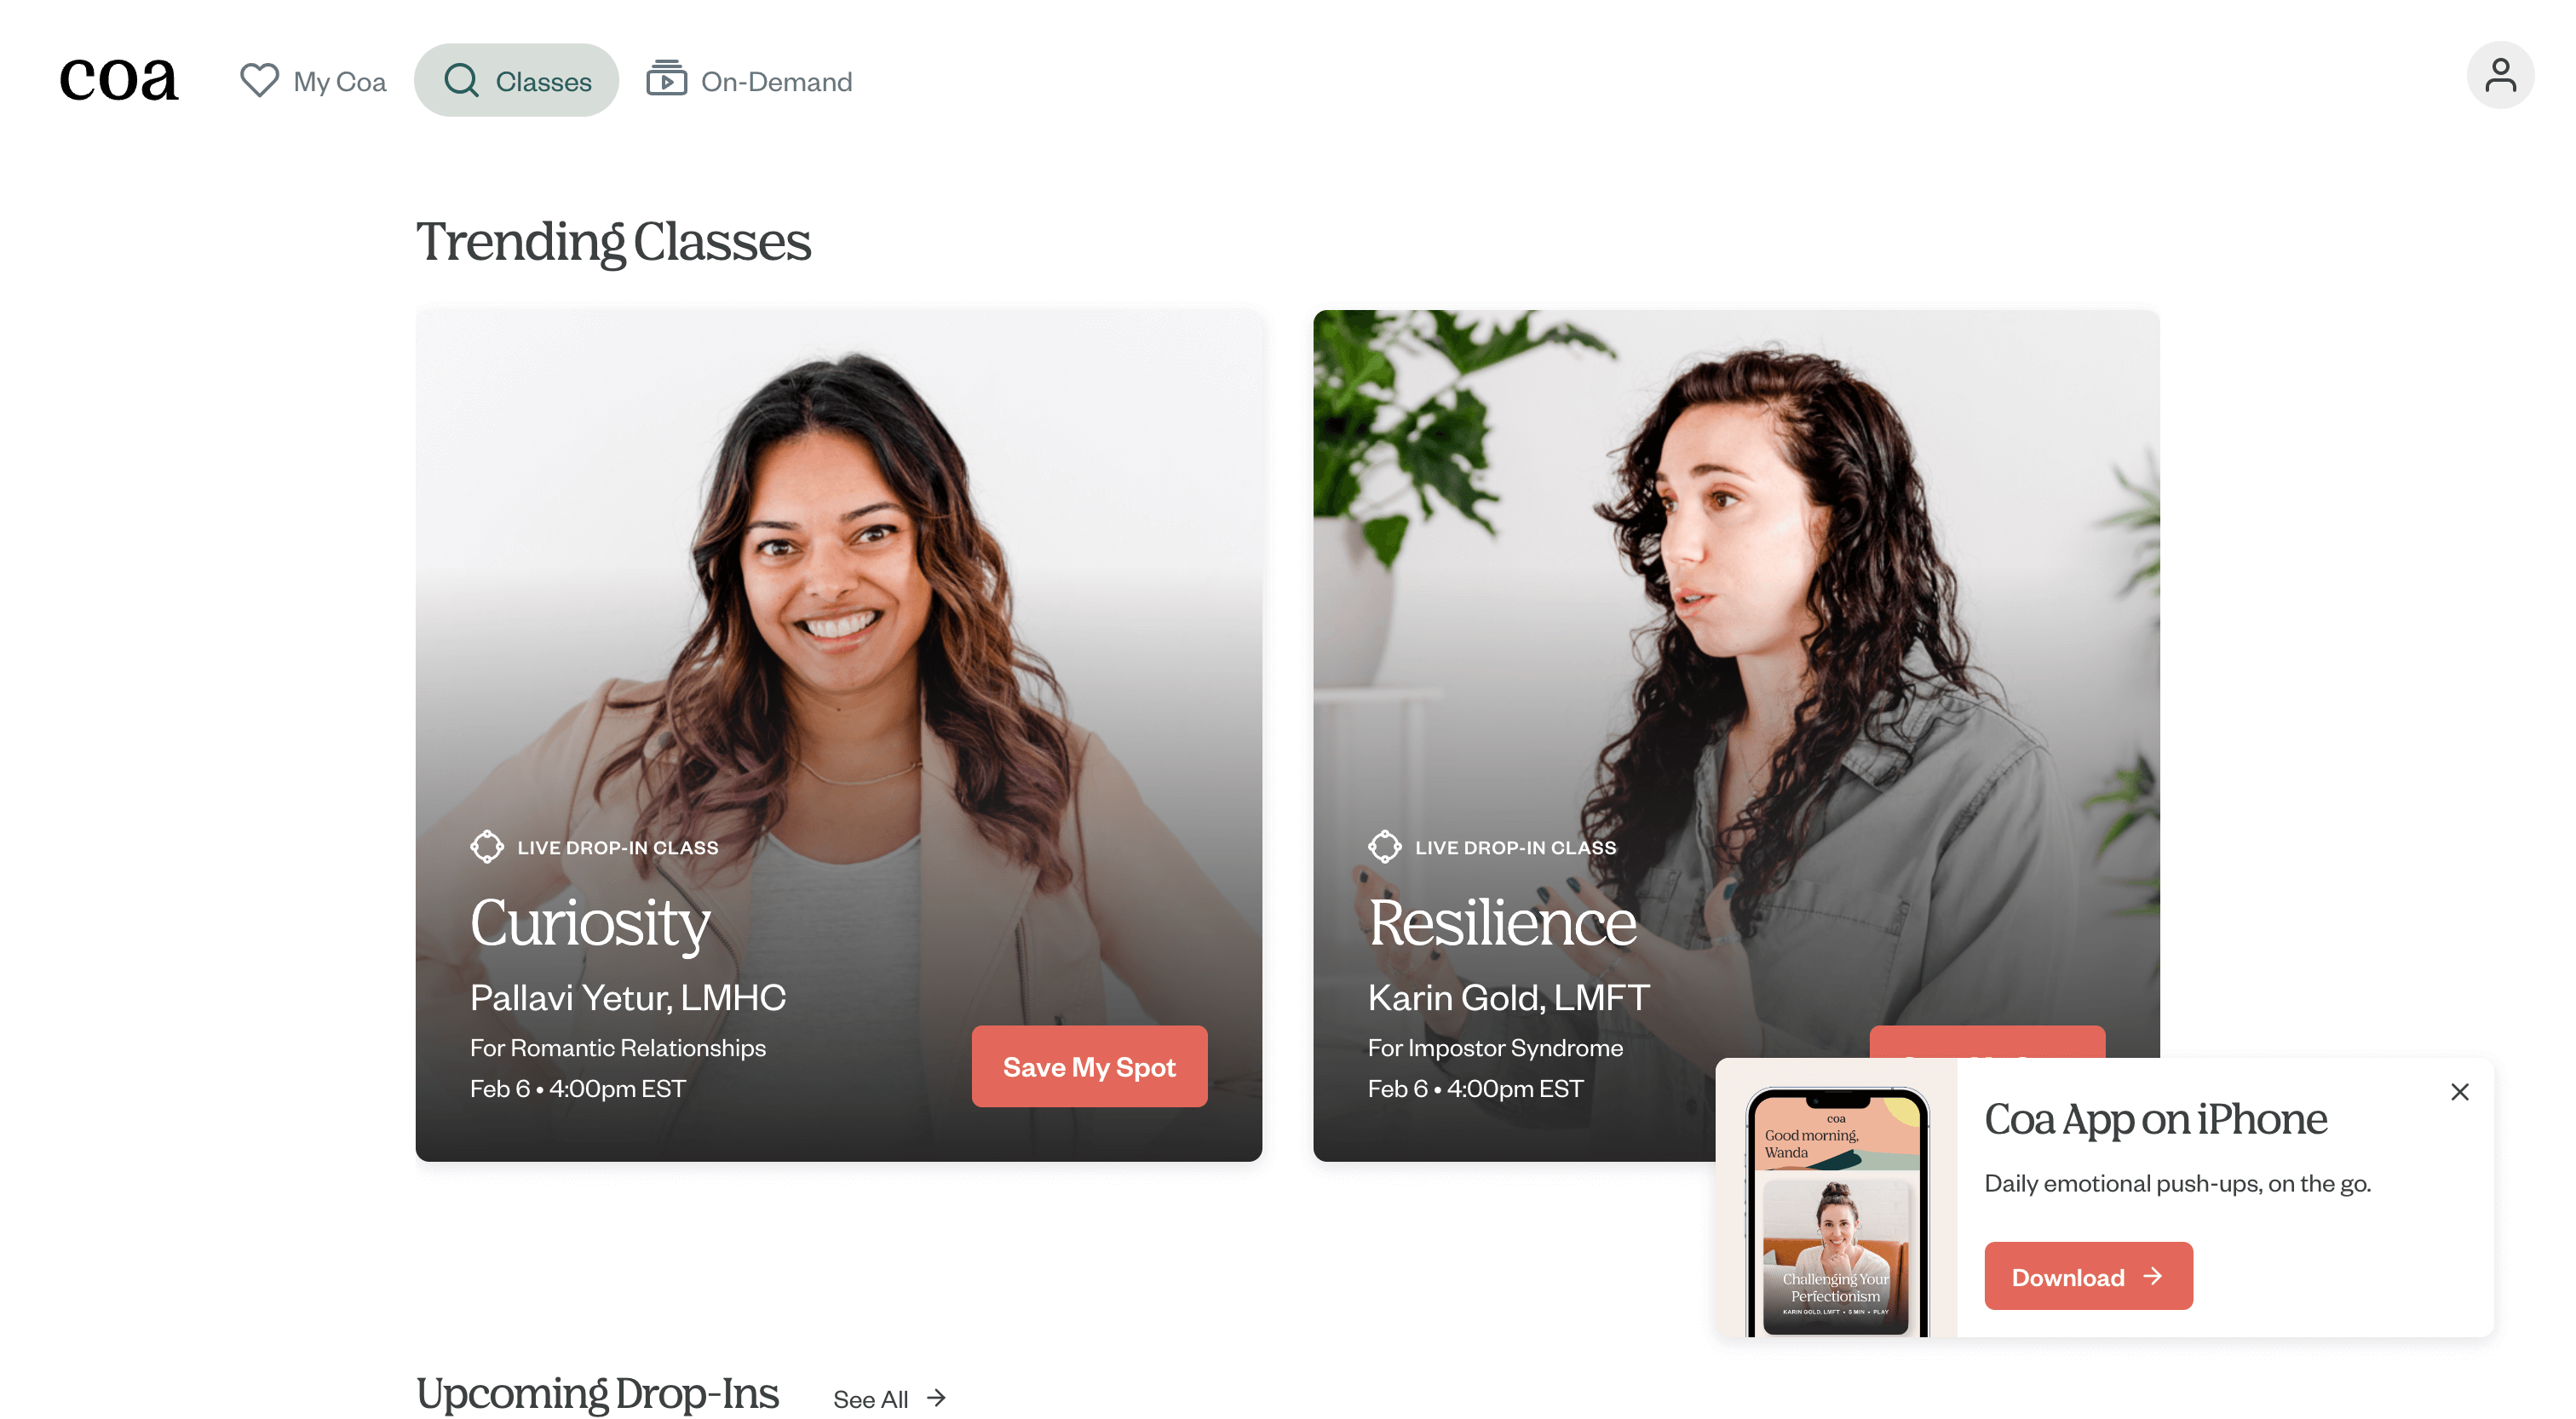 coa
My Coa
Classes
On-Demand
Trending Classes
LIVE DROP-IN CLASS
Curiosity
Pallavi Yetur, LMHC
For Romantic Relationships
Feb 6 • 4:00pm EST
Save My Spot
LIVE DROP-IN CLASS
Resilience
Karin Gold, LMFT
For Impostor Syndrome
Feb 6 • 4:00pm EST
coa
Good morning,
Wanda
Challenging Your
Perfectionism
KARIN GOLD, LMFT • 5 MIN • PLAY
Coa App on iPhone
Daily emotional push-ups, on the go.
Download
Upcoming Drop-Ins
See All